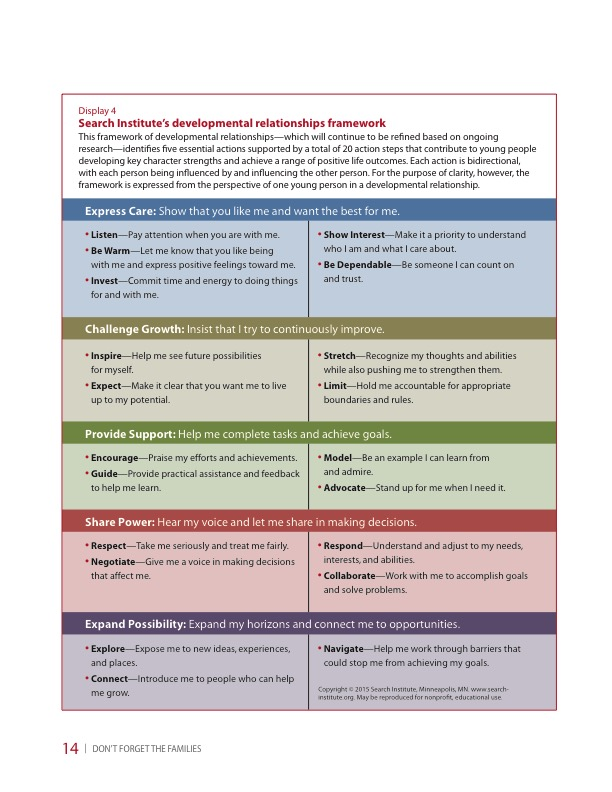 Display 4
Search Institute's developmental relationships framework
This framework of developmental relationships—which will continue to be refined based on ongoing
research—identifies five essential actions supported by a total of 20 action steps that contribute to young people
developing key character strengths and achieve a range of positive life outcomes. Each action is bidirectional,
with each person being influenced by and influencing the other person. For the purpose of clarity, however, the
framework is expressed from the perspective of one young person in a developmental relationship.
Express Care: Show that you like me and want the best for me.
• Listen—Pay attention when you are with me.
• Be Warm—Let me know that you like being
with me and express positive feelings toward me.
• Invest—Commit time and energy to doing things
for and with me.
• Show Interest—Make it a priority to understand
who I am and what I care about.
• Be Dependable—Be someone I can count on
and trust.
Challenge Growth: Insist that I try to continuously improve.
• Inspire—Help me see future possibilities
for myself.
• Expect—Make it clear that you want me to live
up to my potential.
• Stretch—Recognize my thoughts and abilities
while also pushing me to strengthen them.
• Limit—Hold me accountable for appropriate
boundaries and rules.
Provide Support: Help me complete tasks and achieve goals.
• Encourage—Praise my efforts and achievements.
• Guide—Provide practical assistance and feedback
to help me learn.
• Model—Be an example I can learn from
and admire.
• Advocate—Stand up for me when I need it.
Share Power: Hear my voice and let me share in making decisions.
• Respect—Take me seriously and treat me fairly.
• Negotiate—Give me a voice in making decisions
that affect me.
• Respond—Understand and adjust to my needs,
interests, and abilities.
• Collaborate—Work with me to accomplish goals
and solve problems.
Expand Possibility: Expand my horizons and connect me to opportunities.
• Explore—Expose me to new ideas, experiences,
and places.
• Connect—Introduce me to people who can help
me grow.
• Navigate—Help me work through barriers that
could stop me from achieving my goals.
Copyright © 2015 Search Institute, Minneapolis, MN. www.search-
institute.org. May be reproduced for nonprofit, educational use.
14 | DON'T FORGET THE FAMILIES